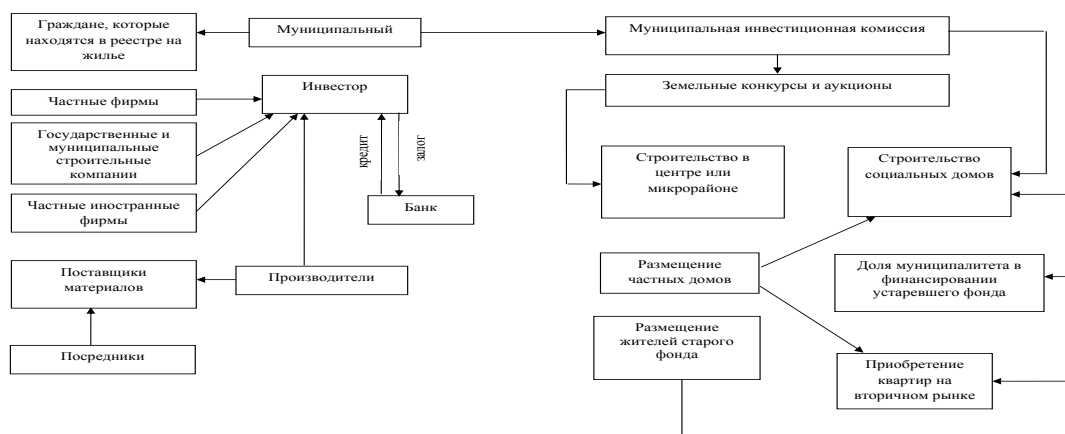 Граждане, которые
находятся в реестре на
жилье
Муниципальный
Муниципальная инвестиционная комиссия
Инвестор
Земельные конкурсы и аукционы
Частные фирмы
Государственные и
муниципальные
строительные
компании
Частные иностранные
фирмы
кредит
залог
Банк
Строительство в
центре или
микрорайоне
Строительство
социальных домов
Поставщики
материалов
Производители
Размещение
частных домов
Доля муниципалитета в
финансировании
устаревшего фонда
Посредники
Размещение
жителей старого
фонда
Приобретение
квартир на
вторичном рынке